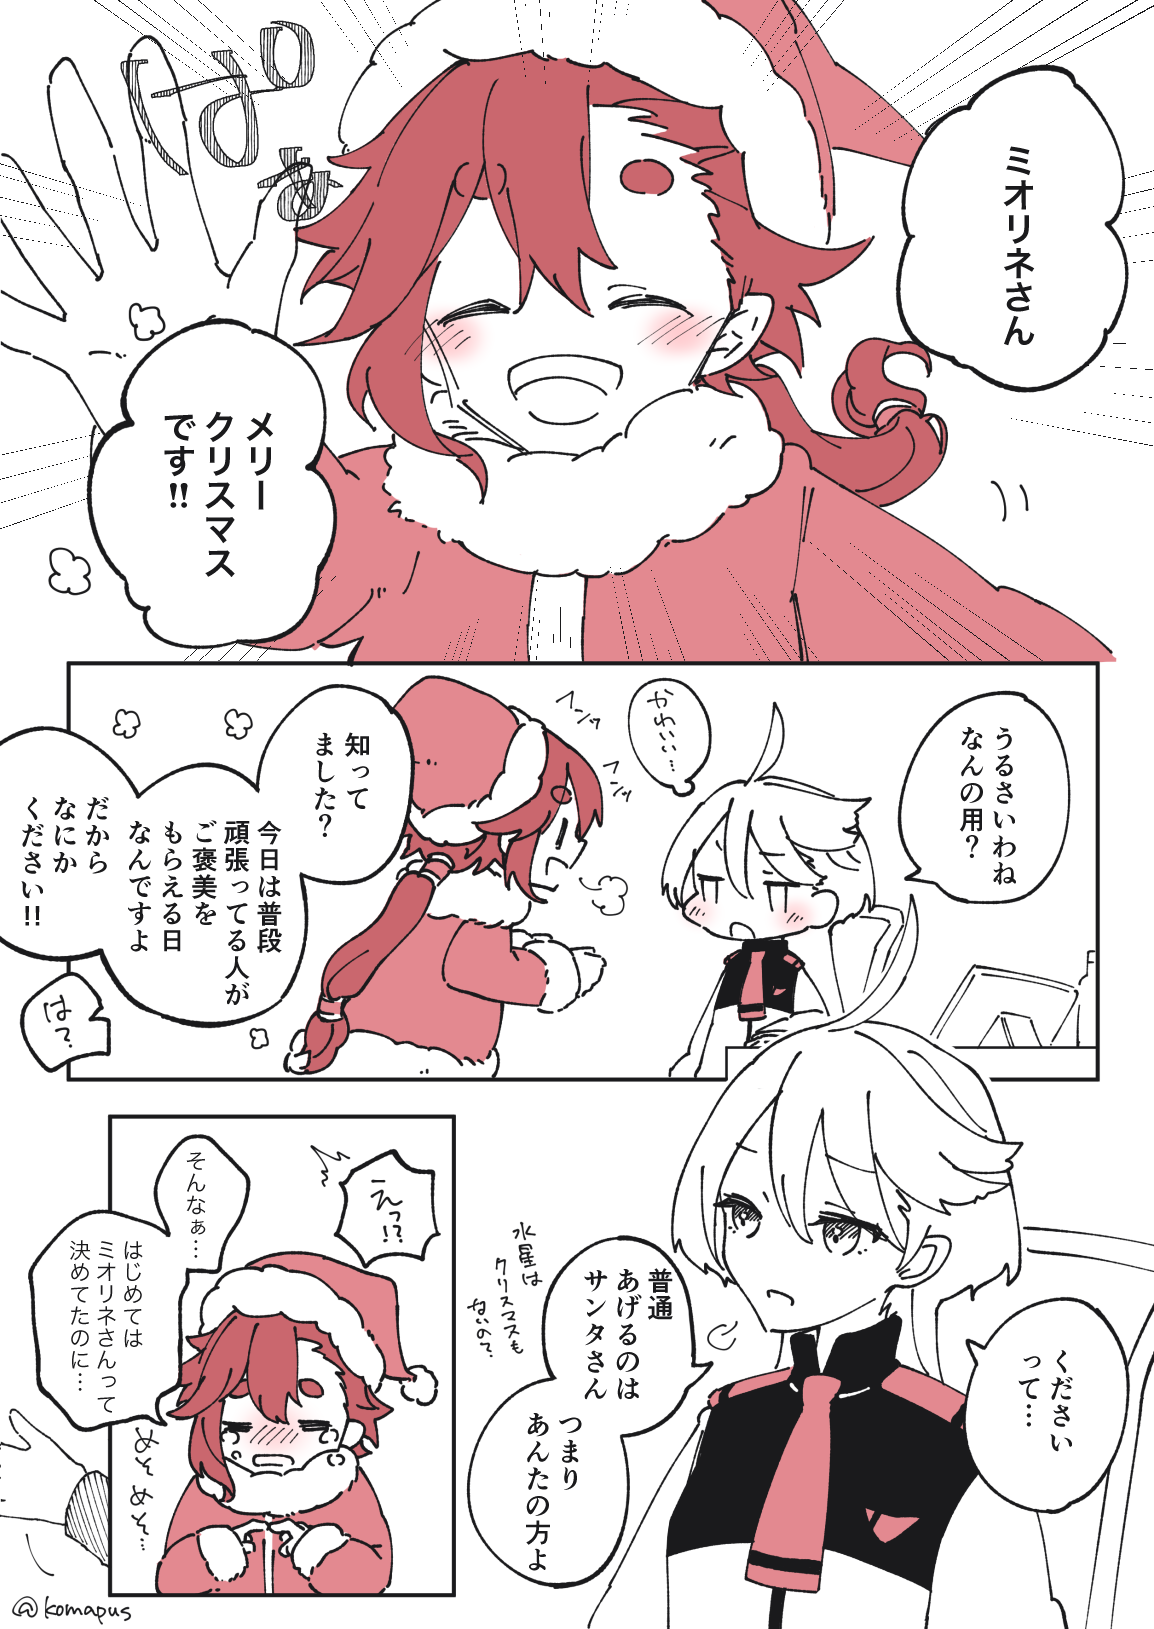 ぱぁ
ミオリネさん
メリー
クリスマス
です!!
うるさいわね
なんの用?
かわいい…
フンッ
フンッ
知って
ました?
今日は普段
頑張ってる人が
ご褒美を
もらえる日
なんですよ
だから
なにか
ください!!
は?
ください
って…
普通
あげるのは
サンタさん
つまり
あんたの方よ
水星は
クリスマスも
ないの?
えっ!?
そんなぁ…
はじめては
ミオリネさんって
決めてたのに…
めそめそ…
@komapus